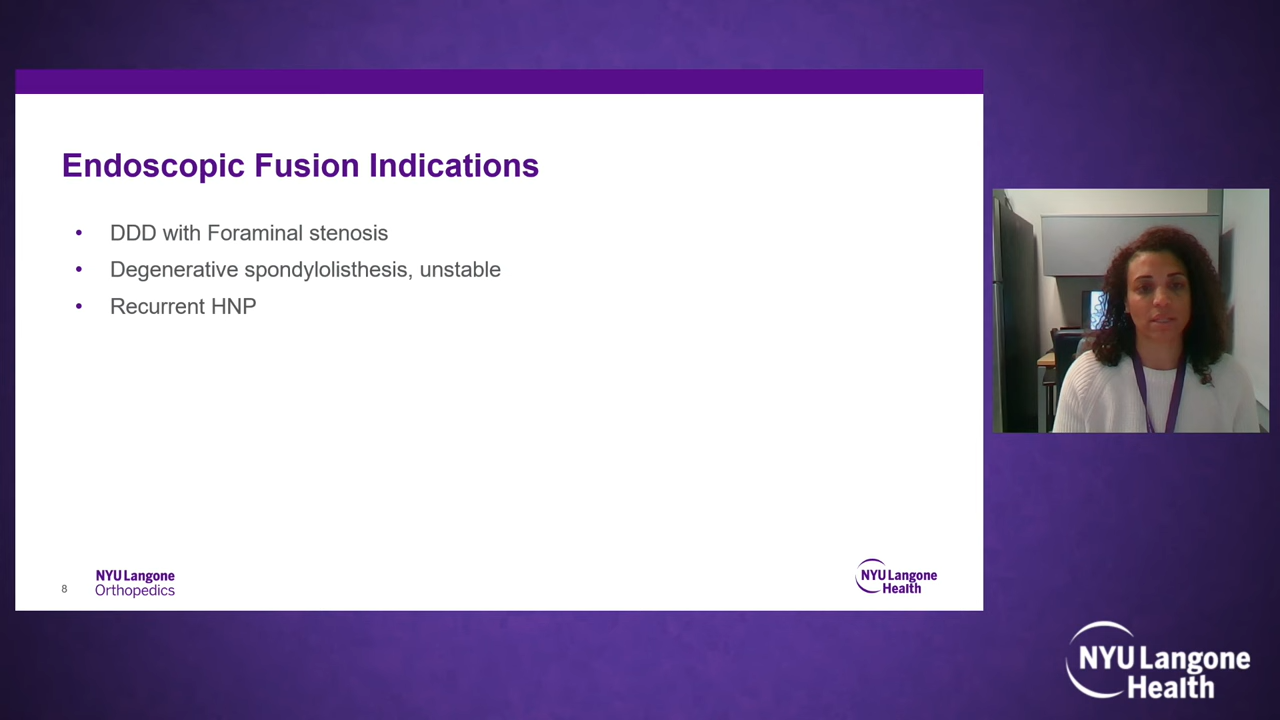 Endoscopic Fusion Indications
• DDD with Foraminal stenosis
• Degenerative spondylolisthesis, unstable
• Recurrent HNP
8
NYU Langone
Orthopedics
NYU Langone
Health
NYU Langone
Health